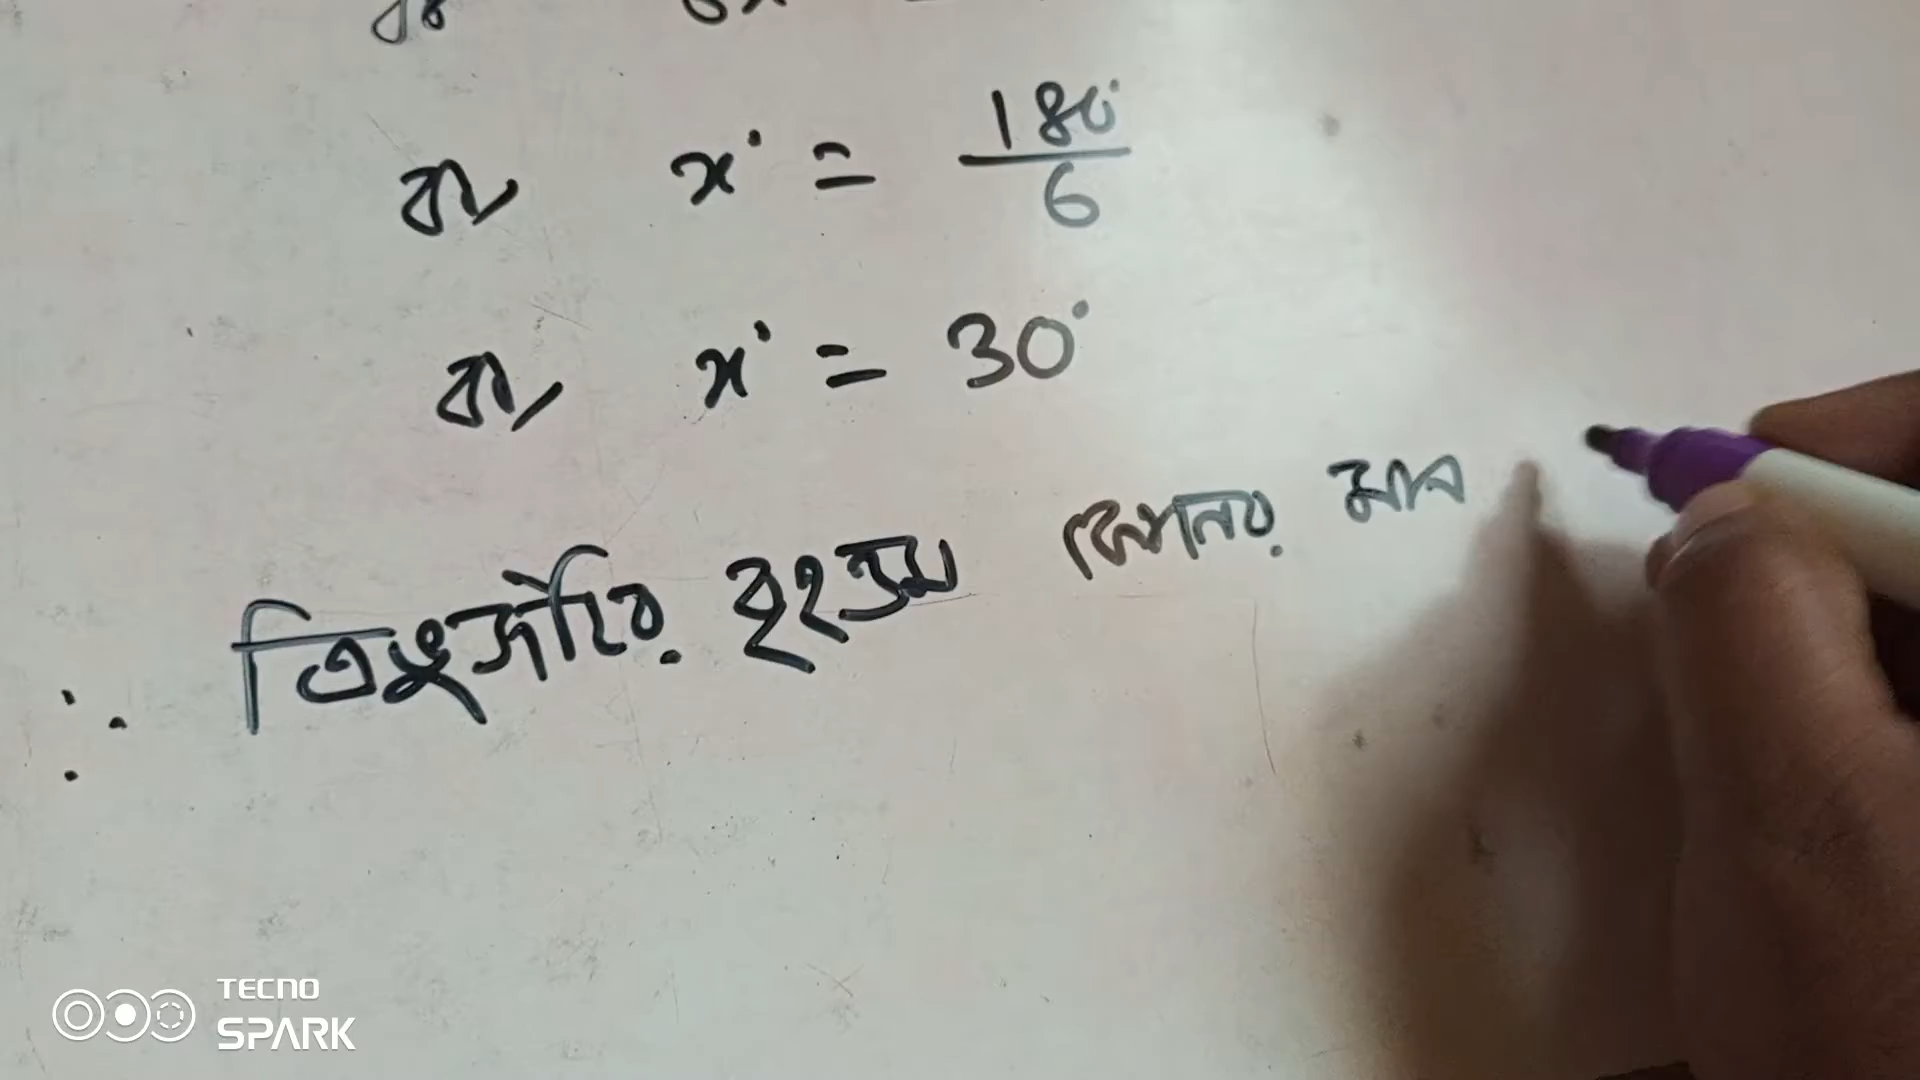 বা x° = 180° / 6
বা, x° = 30°
∴ ত্রিভুজটির বৃহত্তম কোণের মান
TECNO
SPARK